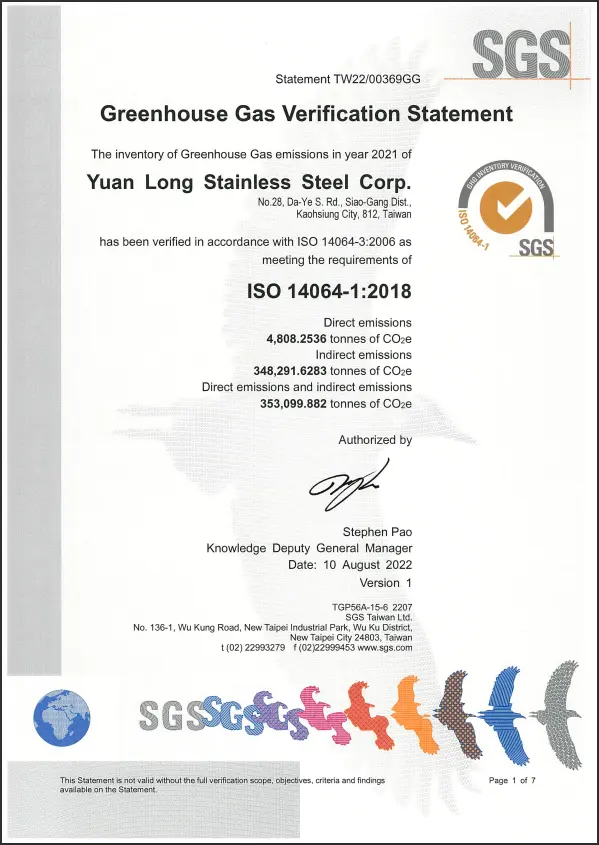 SGS
Statement TW22/00369GG
Greenhouse Gas Verification Statement
The inventory of Greenhouse Gas emissions in year 2021 of
Yuan Long Stainless Steel Corp.
No.28, Da-Ye S. Rd., Siao-Gang Dist.,
Kaohsiung City, 812, Taiwan
GHG INVENTORY VERIFICATION
ISO 14064-1
SGS
has been verified in accordance with ISO 14064-3:2006 as
meeting the requirements of
ISO 14064-1:2018
Direct emissions
4,808.2536 tonnes of CO2e
Indirect emissions
348,291.6283 tonnes of CO2e
Direct emissions and indirect emissions
353,099.882 tonnes of CO2e
Authorized by
Stephen Pao
Knowledge Deputy General Manager
Date: 10 August 2022
Version 1
TGP56A-15-6 2207
SGS Taiwan Ltd.
No. 136-1, Wu Kung Road, New Taipei Industrial Park, Wu Ku District,
New Taipei City 24803, Taiwan
t (02) 22993279 f (02)22999453 www.sgs.com
SGS SGS SGS
This Statement is not valid without the full verification scope, objectives, criteria and findings
available on the Statement.
Page 1 of 7